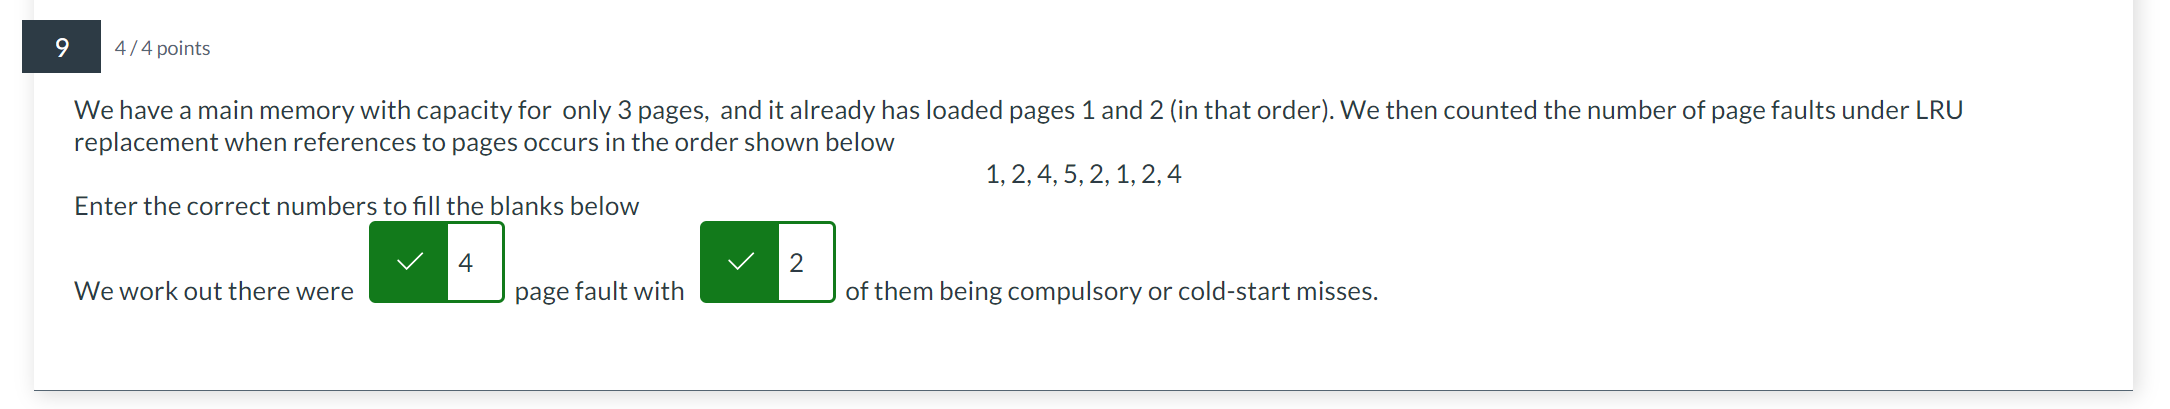 9 4 / 4 points
We have a main memory with capacity for only 3 pages, and it already has loaded pages 1 and 2 (in that order). We then counted the number of page faults under LRU
replacement when references to pages occurs in the order shown below
1, 2, 4, 5, 2, 1, 2, 4
Enter the correct numbers to fill the blanks below
We work out there were 4 page fault with 2 of them being compulsory or cold-start misses.